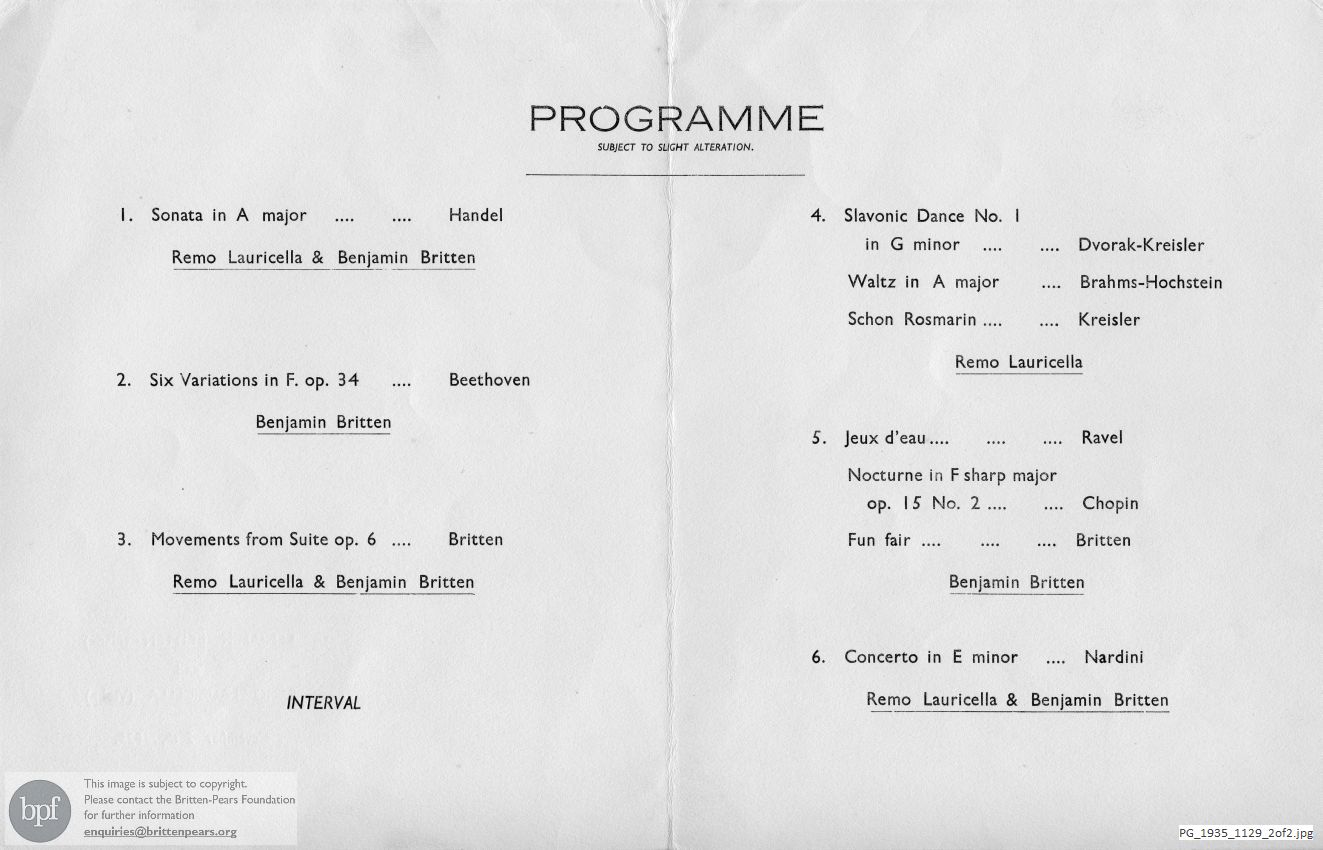 PROGRAMME
SUBJECT TO SLIGHT ALTERATION.
1. Sonata in A major .... .... Handel
Remo Lauricella & Benjamin Britten
2. Six Variations in F. op. 34 .... Beethoven
Benjamin Britten
3. Movements from Suite op. 6 .... Britten
Remo Lauricella & Benjamin Britten
INTERVAL
4. Slavonic Dance No. 1
in G minor .... .... Dvorak-Kreisler
Waltz in A major .... Brahms-Hochstein
Schon Rosmarin .... .... Kreisler
Remo Lauricella
5. Jeux d'eau .... .... .... Ravel
Nocturne in F sharp major
op. 15 No. 2 .... .... Chopin
Fun fair .... .... .... Britten
Benjamin Britten
6. Concerto in E minor .... Nardini
Remo Lauricella & Benjamin Britten
bpf
This image is subject to copyright.
Please contact the Britten-Pears Foundation
for further information
enquiries@brittenpears.org
PG_1935_1129_2of2.jpg